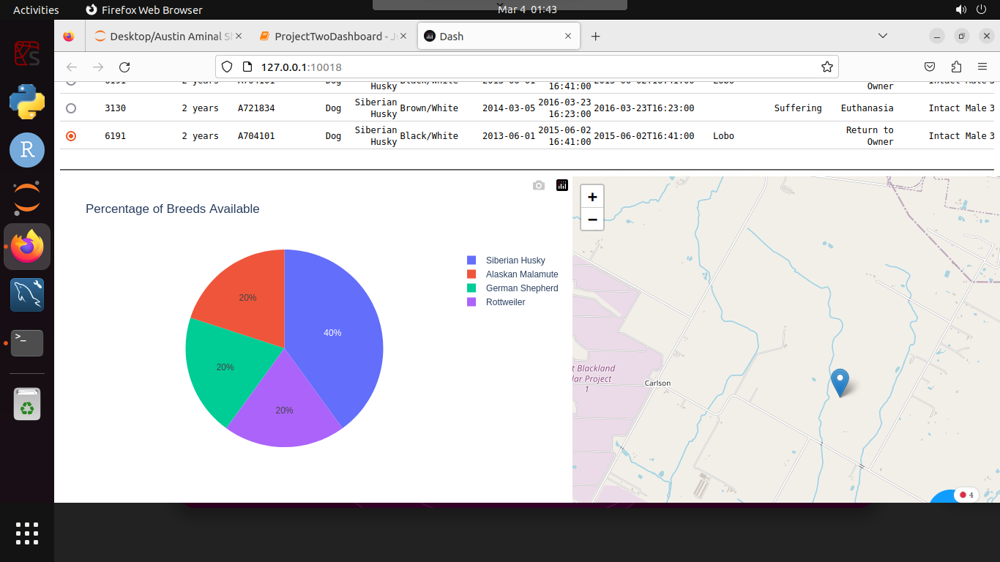 Activities Firefox Web Browser Mar 4 01:43
Desktop/Austin Aminal S
ProjectTwoDashboard - J
Dash
127.0.0.1:10018
6191 2 years A704101 Dog Husky Black/White 2013-06-01 16:41:00 2015-06-02T16:41:00 Lobo Owner Intact Male 3
3130 2 years A721834 Dog Siberian Husky Brown/White 2014-03-05 2016-03-23 16:23:00 2016-03-23T16:23:00 Suffering Euthanasia Intact Male 3
6191 2 years A704101 Dog Siberian Husky Black/White 2013-06-01 2015-06-02 16:41:00 2015-06-02T16:41:00 Lobo Return to Owner Intact Male 3
Percentage of Breeds Available
40%
20%
20%
20%
Siberian Husky
Alaskan Malamute
German Shepherd
Rottweiler
+
−
t Blackland
lar Project
1
Carlson
4